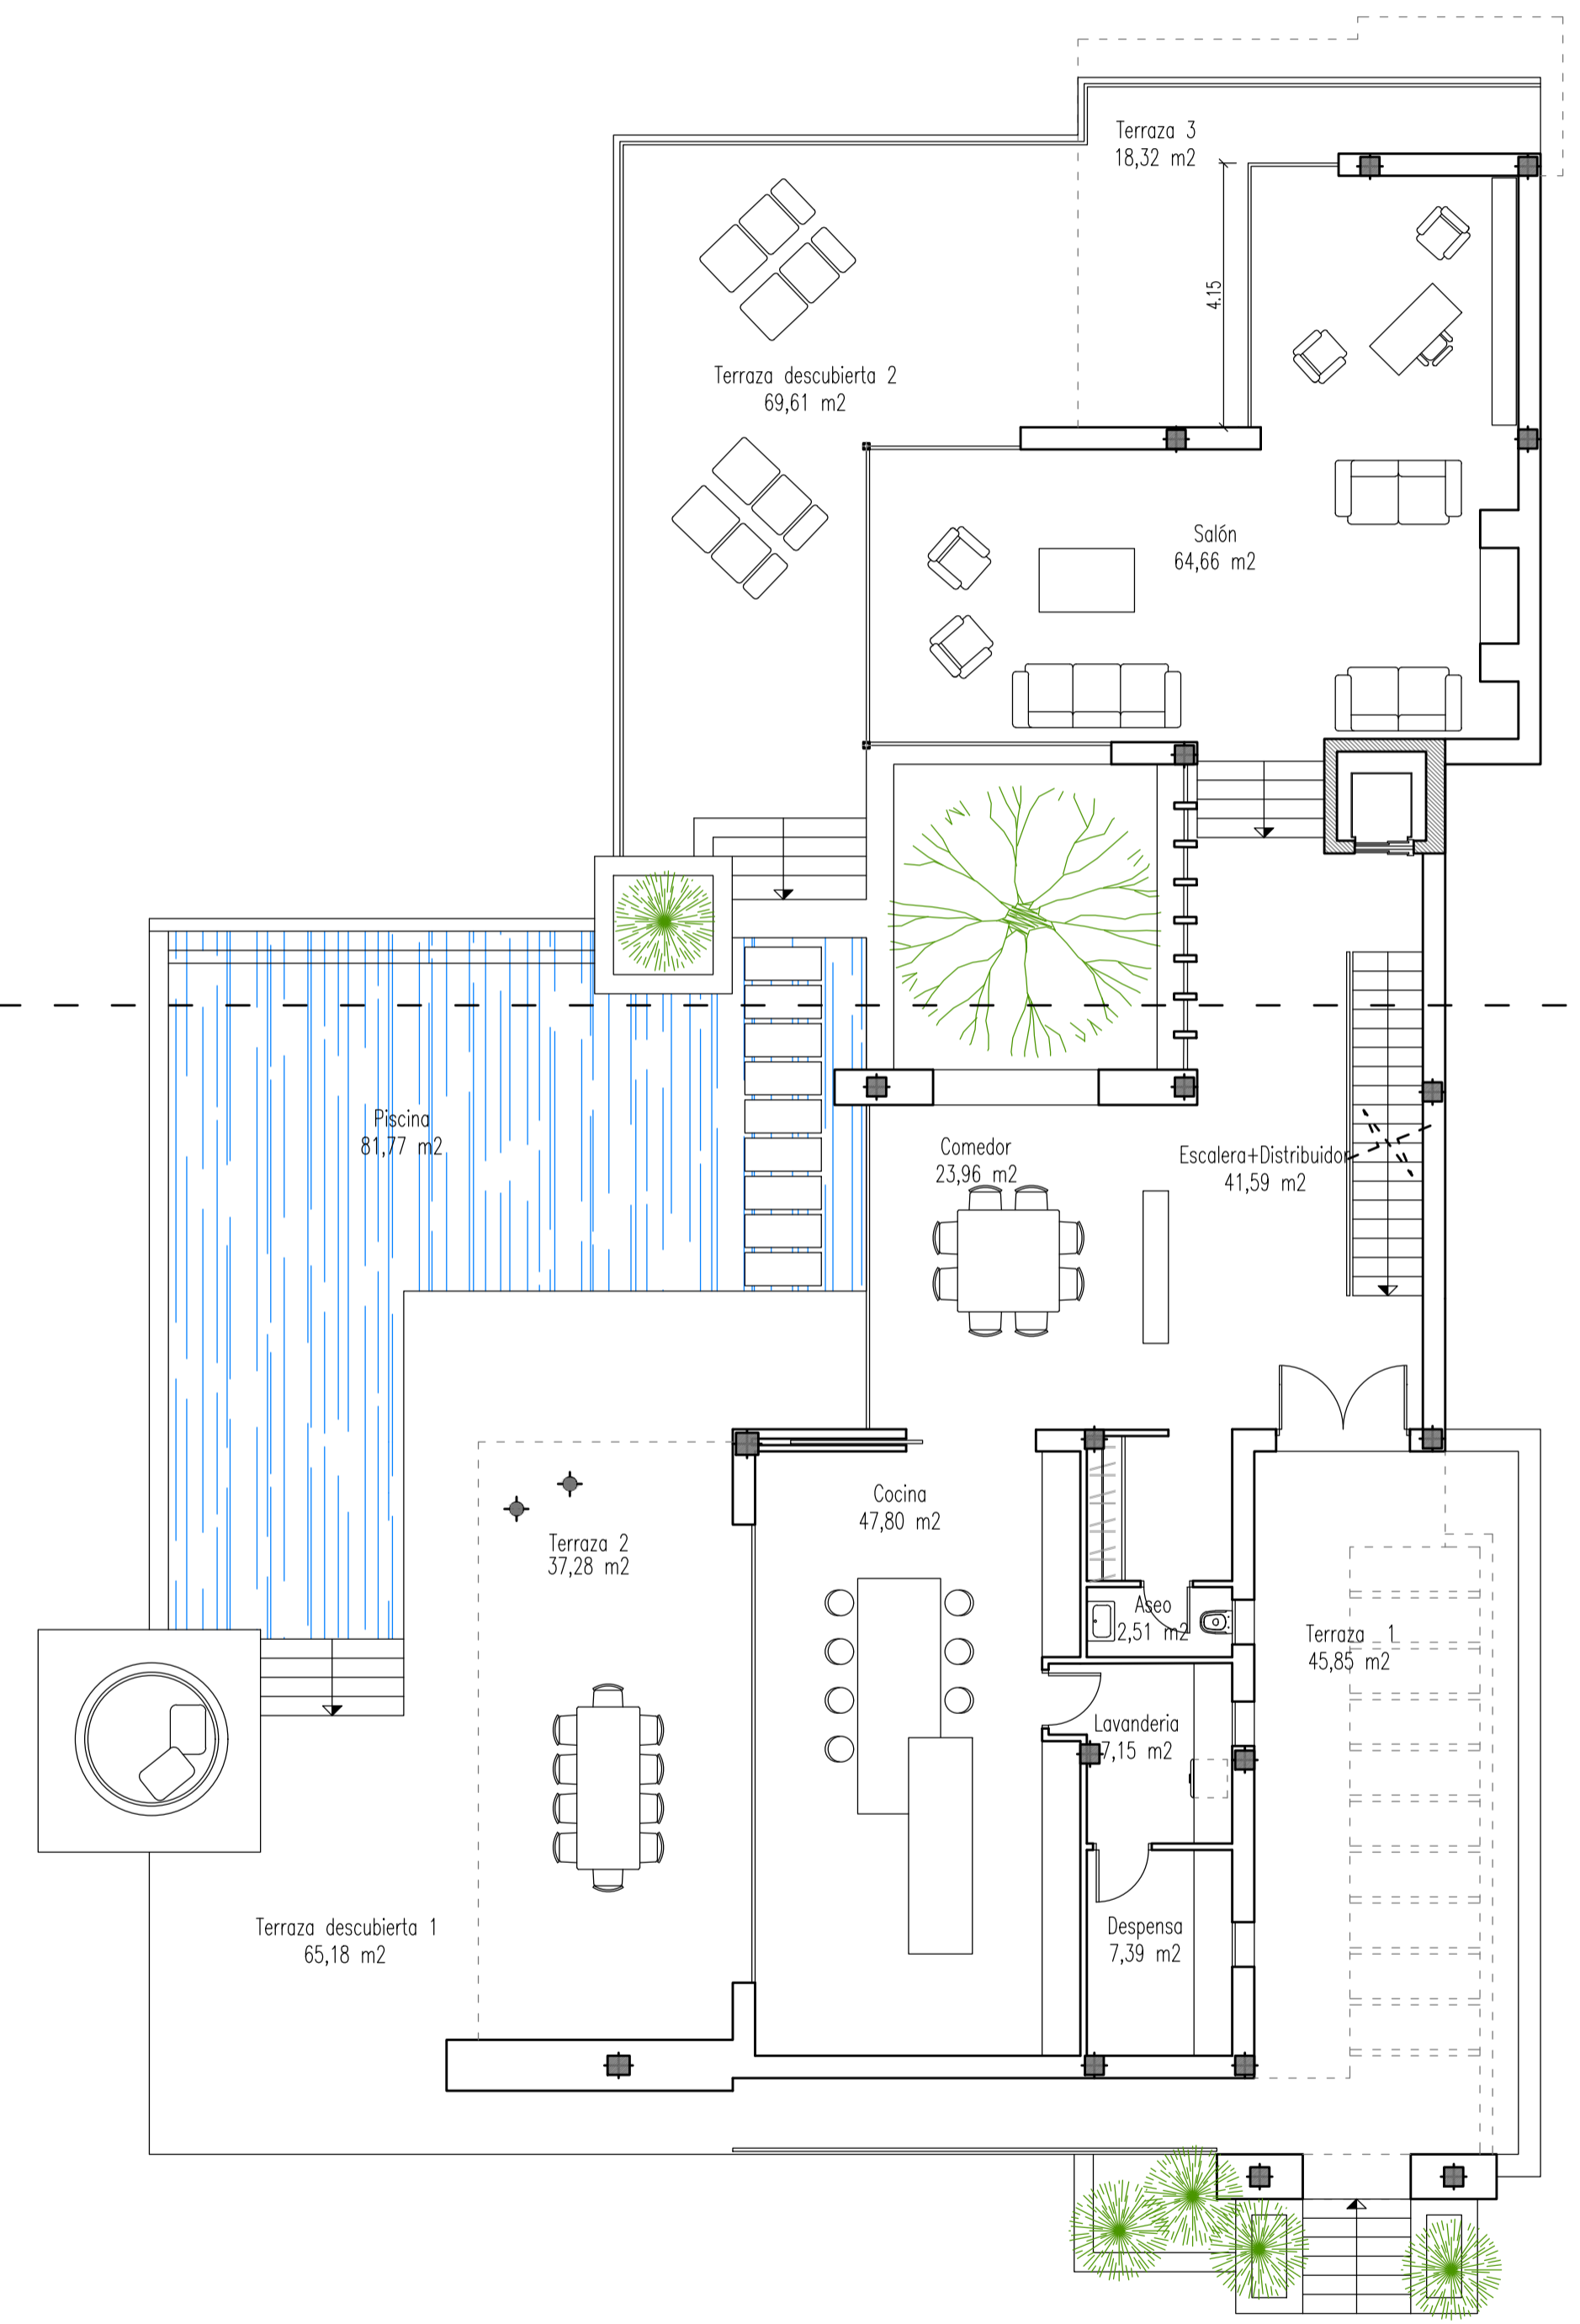 Terraza 3
18,32 m2
4.15
Terraza descubierta 2
69,61 m2
Salón
64,66 m2
Piscina
81,77 m2
Comedor
23,96 m2
Escalera+Distribuidor
41,59 m2
Cocina
47,80 m2
Terraza 2
37,28 m2
Aseo
2,51 m2
Terraza 1
45,85 m2
Lavanderia
7,15 m2
Terraza descubierta 1
65,18 m2
Despensa
7,39 m2